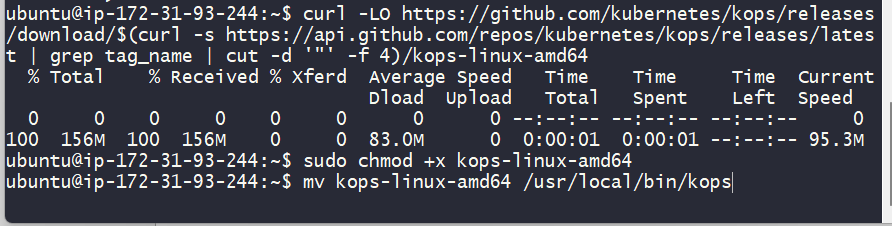 ubuntu@ip-172-31-93-244:~$ curl -LO https://github.com/kubernetes/kops/releases
/download/$(curl -s https://api.github.com/repos/kubernetes/kops/releases/lates
t | grep tag_name | cut -d '"' -f 4)/kops-linux-amd64
  % Total    % Received % Xferd  Average Speed   Time    Time     Time  Current
                                 Dload  Upload   Total   Spent    Left  Speed
  0     0    0     0    0     0      0      0 --:--:-- --:--:-- --:--:--     0
100  156M  100  156M    0     0  83.0M      0  0:00:01  0:00:01 --:--:-- 95.3M
ubuntu@ip-172-31-93-244:~$ sudo chmod +x kops-linux-amd64
ubuntu@ip-172-31-93-244:~$ mv kops-linux-amd64 /usr/local/bin/kops